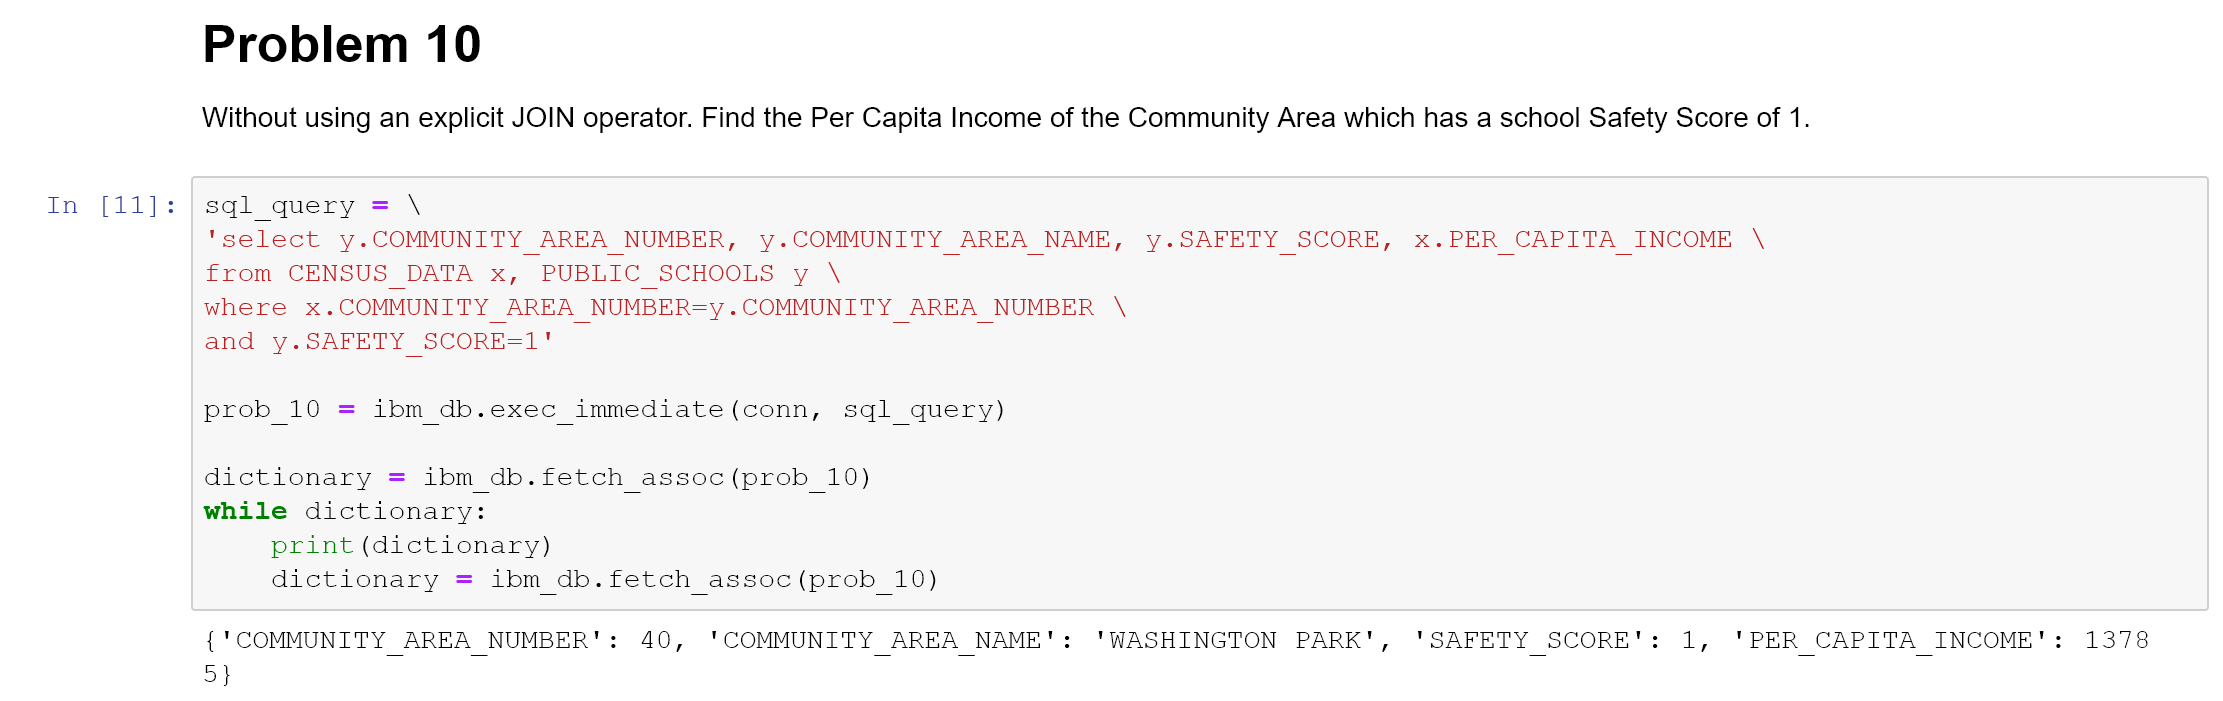 Problem 10
Without using an explicit JOIN operator. Find the Per Capita Income of the Community Area which has a school Safety Score of 1.
In [11]: sql_query = \
'select y.COMMUNITY_AREA_NUMBER, y.COMMUNITY_AREA_NAME, y.SAFETY_SCORE, x.PER_CAPITA_INCOME \
from CENSUS_DATA x, PUBLIC_SCHOOLS y \
where x.COMMUNITY_AREA_NUMBER=y.COMMUNITY_AREA_NUMBER \
and y.SAFETY_SCORE=1'
prob_10 = ibm_db.exec_immediate(conn, sql_query)
dictionary = ibm_db.fetch_assoc(prob_10)
while dictionary:
    print(dictionary)
    dictionary = ibm_db.fetch_assoc(prob_10)
{'COMMUNITY_AREA_NUMBER': 40, 'COMMUNITY_AREA_NAME': 'WASHINGTON PARK', 'SAFETY_SCORE': 1, 'PER_CAPITA_INCOME': 1378
5}